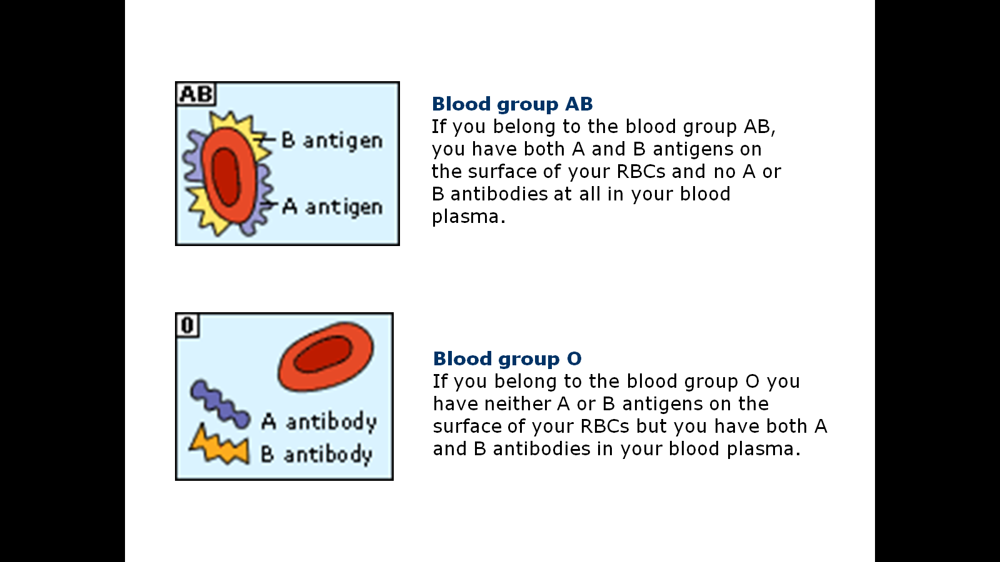 AB
B antigen
A antigen
Blood group AB
If you belong to the blood group AB,
you have both A and B antigens on
the surface of your RBCs and no A or
B antibodies at all in your blood
plasma.
0
A antibody
B antibody
Blood group O
If you belong to the blood group O you
have neither A or B antigens on the
surface of your RBCs but you have both A
and B antibodies in your blood plasma.